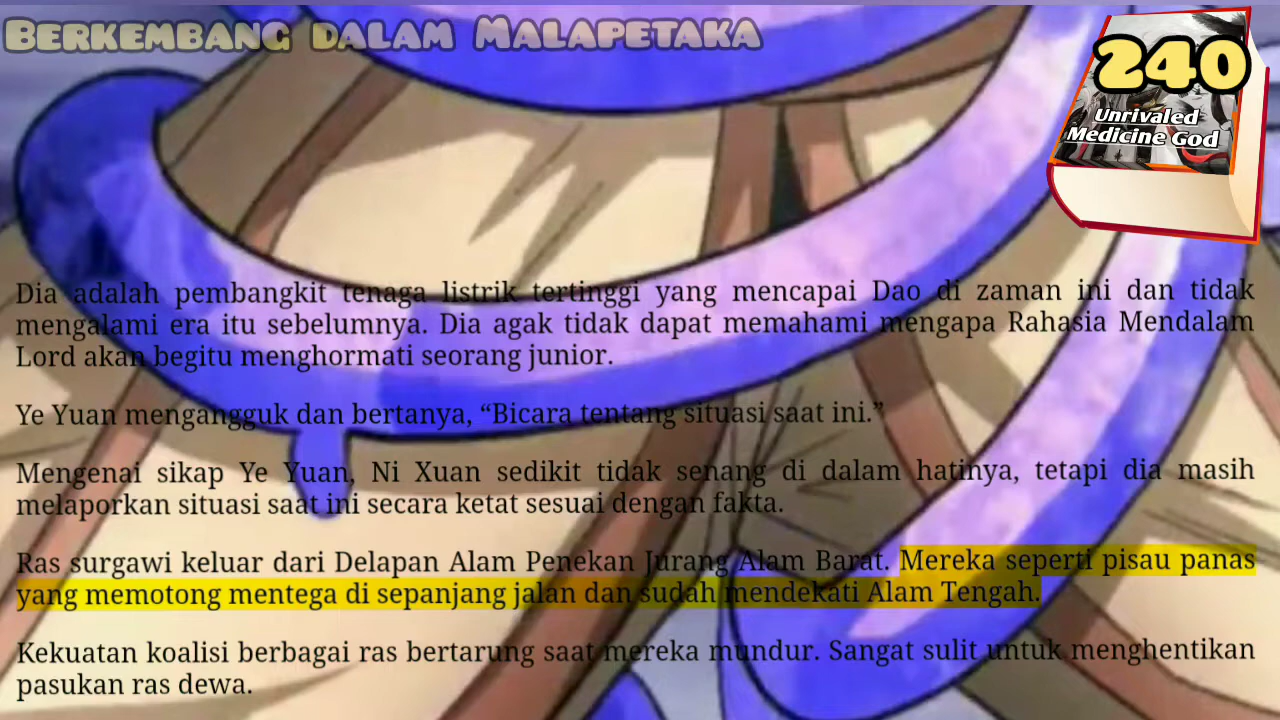 Berkembang dalam Malapetaka
240
Unrivaled
Medicine God
Dia adalah pembangkit tenaga listrik tertinggi yang mencapai Dao di zaman ini dan tidak
mengalami era itu sebelumnya. Dia agak tidak dapat memahami mengapa Rahasia Mendalam
Lord akan begitu menghormati seorang junior.
Ye Yuan mengangguk dan bertanya, “Bicara tentang situasi saat ini.”
Mengenai sikap Ye Yuan, Ni Xuan sedikit tidak senang di dalam hatinya, tetapi dia masih
melaporkan situasi saat ini secara ketat sesuai dengan fakta.
Ras surgawi keluar dari Delapan Alam Penekan Jurang Alam Barat. Mereka seperti pisau panas
yang memotong mentega di sepanjang jalan dan sudah mendekati Alam Tengah.
Kekuatan koalisi berbagai ras bertarung saat mereka mundur. Sangat sulit untuk menghentikan
pasukan ras dewa.